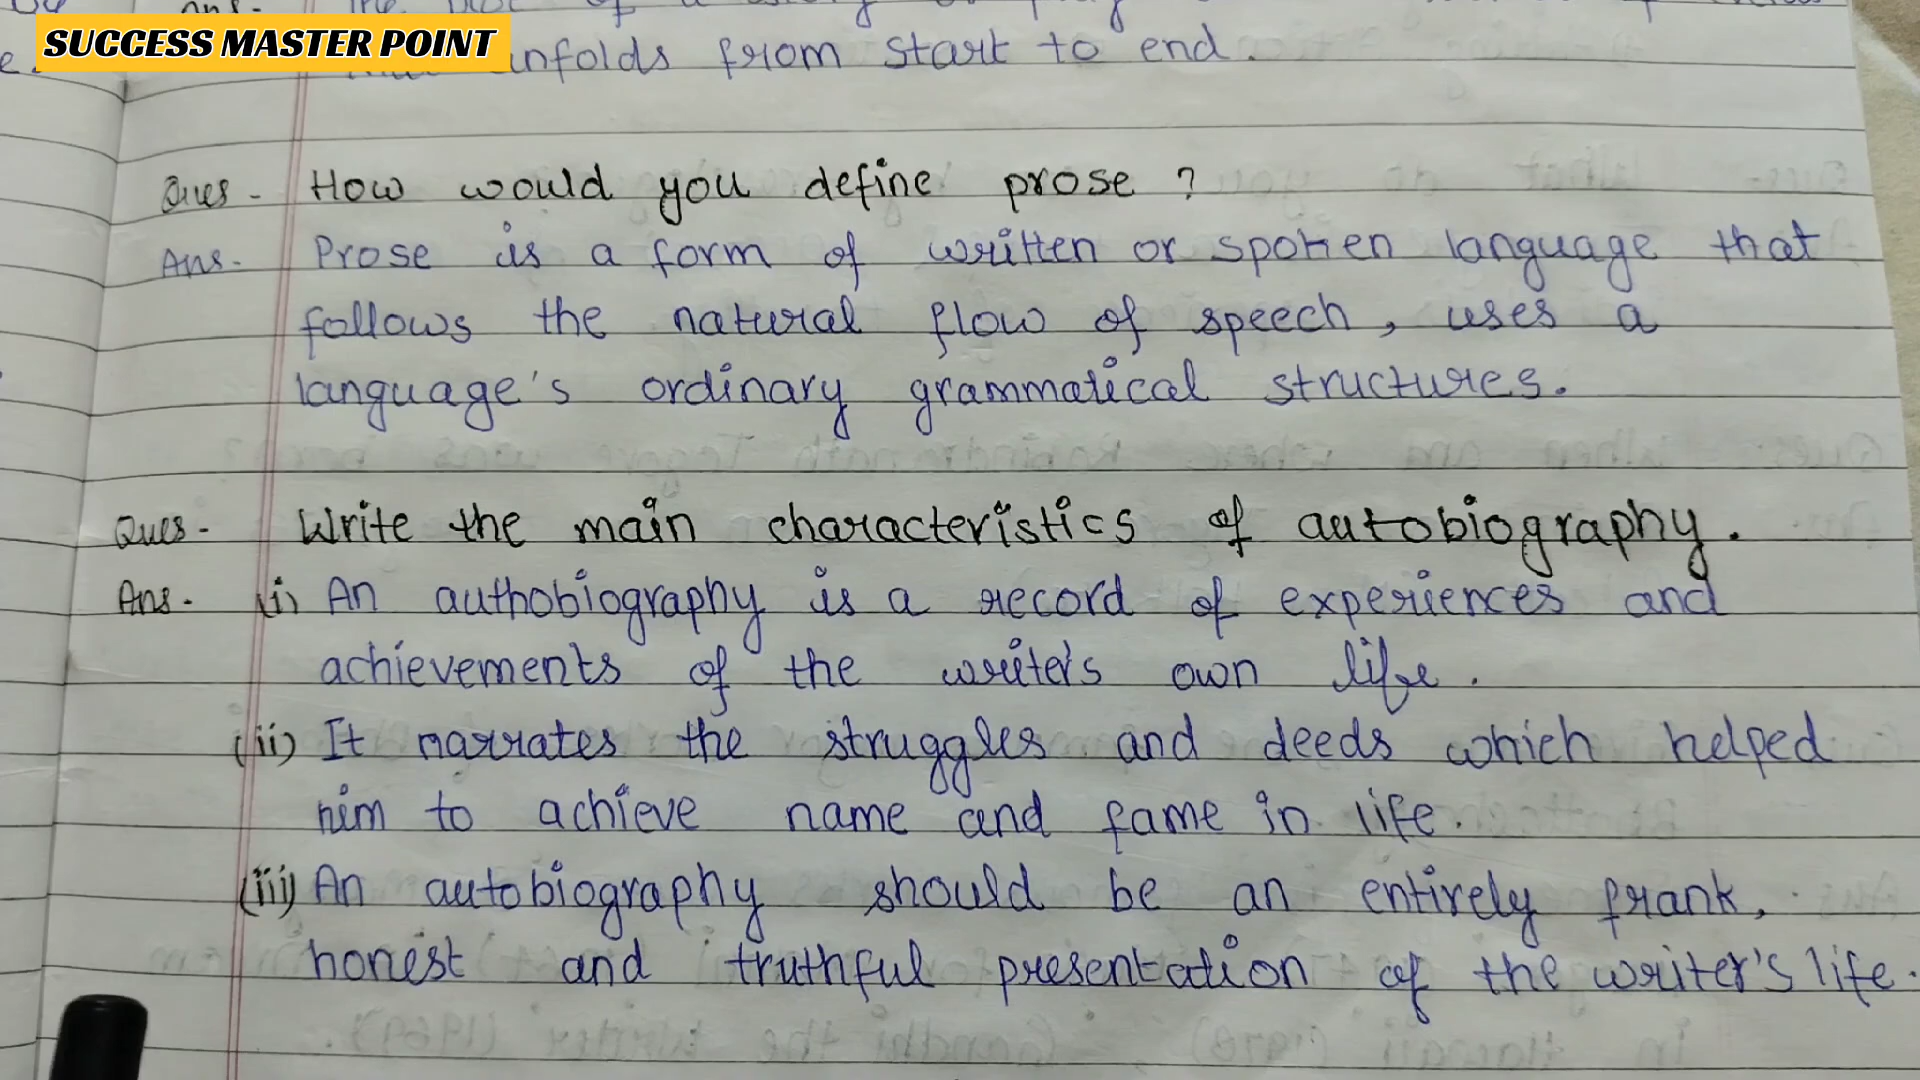 SUCCESS MASTER POINT
unfolds from start to end.
Ques - How would you define prose ?
Ans - Prose is a form of written or spoken language that
follows the natural flow of speech, uses a
language's ordinary grammatical structures.
Ques - Write the main characteristics of autobiography.
Ans - (i) An authobiography is a record of experiences and
achievements of the writer's own life.
(ii) It narrates the struggles and deeds which helped
him to achieve name and fame in life.
(iii) An autobiography should be an entirely frank,
honest and truthful presentation of the writer's life.